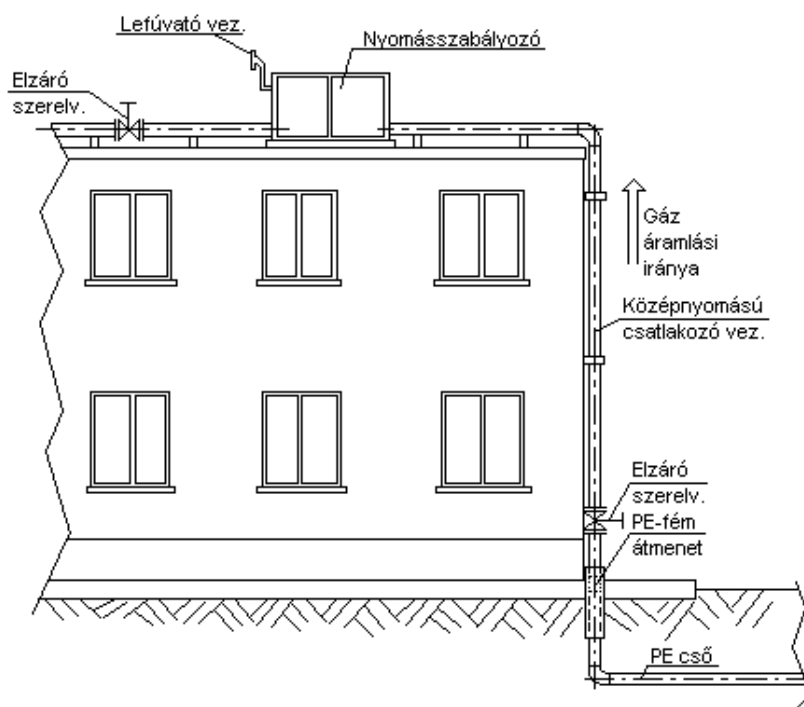 Lefúvató vez.
Nyomásszabályozó
Elzáró
szerelv.
Gáz
áramlási
iránya
Középnyomású
csatlakozó vez.
Elzáró
szerelv.
PE-fém
átmenet
PE cső